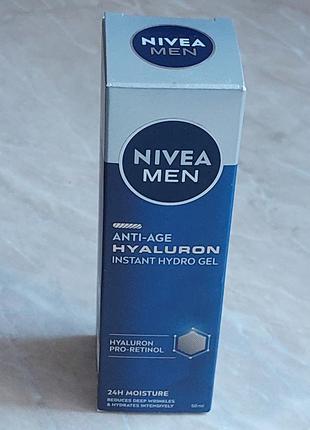 NIVEA
MEN
NIVEA
MEN
ANTI-AGE
HYALURON
INSTANT HYDRO GEL
HYALURON
PRO-RETINOL
24H MOISTURE
REDUCES DEEP WRINKLES
& HYDRATES INTENSIVELY
50ml